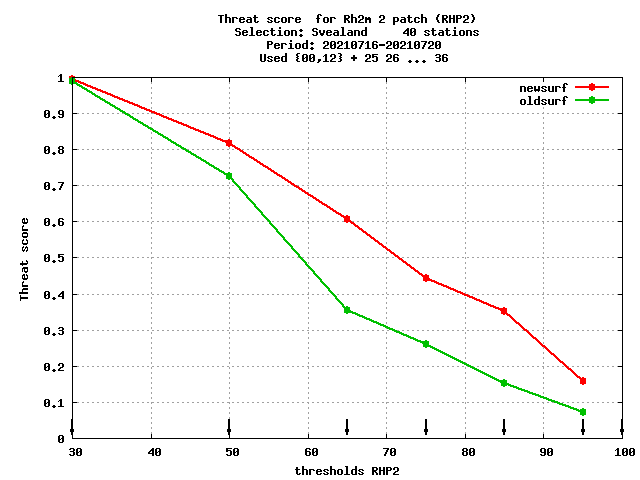 Threat score  for Rh2m 2 patch (RHP2)
Selection: Svealand     40 stations
Period: 20210716-20210720
Used {00,12} + 25 26 ... 36
newsurf
oldsurf
1
0.9
0.8
0.7
0.6
0.5
0.4
0.3
0.2
0.1
0
Threat score
30 40 50 60 70 80 90 100
thresholds RHP2